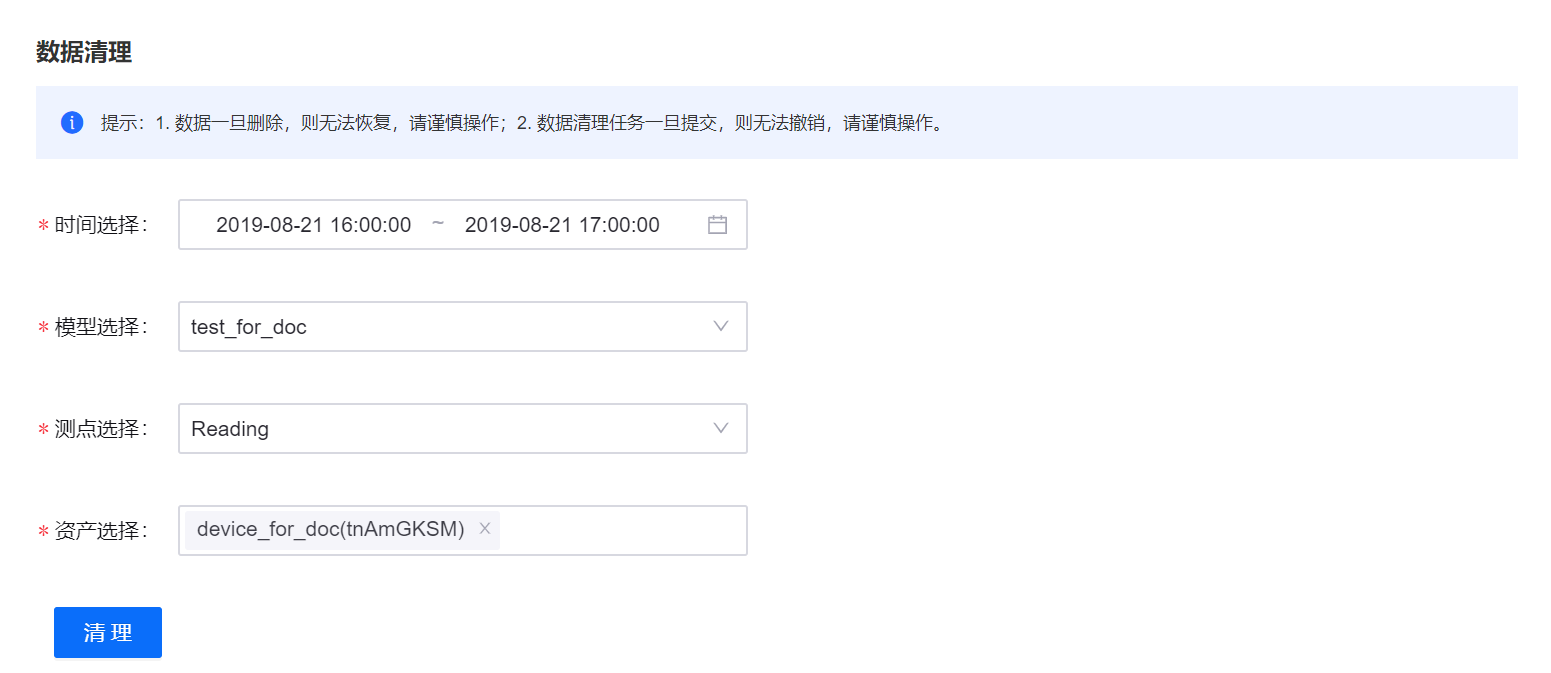 数据清理
提示：1. 数据一旦删除，则无法恢复，请谨慎操作；2. 数据清理任务一旦提交，则无法撤销，请谨慎操作。
* 时间选择： 2019-08-21 16:00:00 ~ 2019-08-21 17:00:00
* 模型选择： test_for_doc
* 测点选择： Reading
* 资产选择： device_for_doc(tnAmGKSM)
清 理